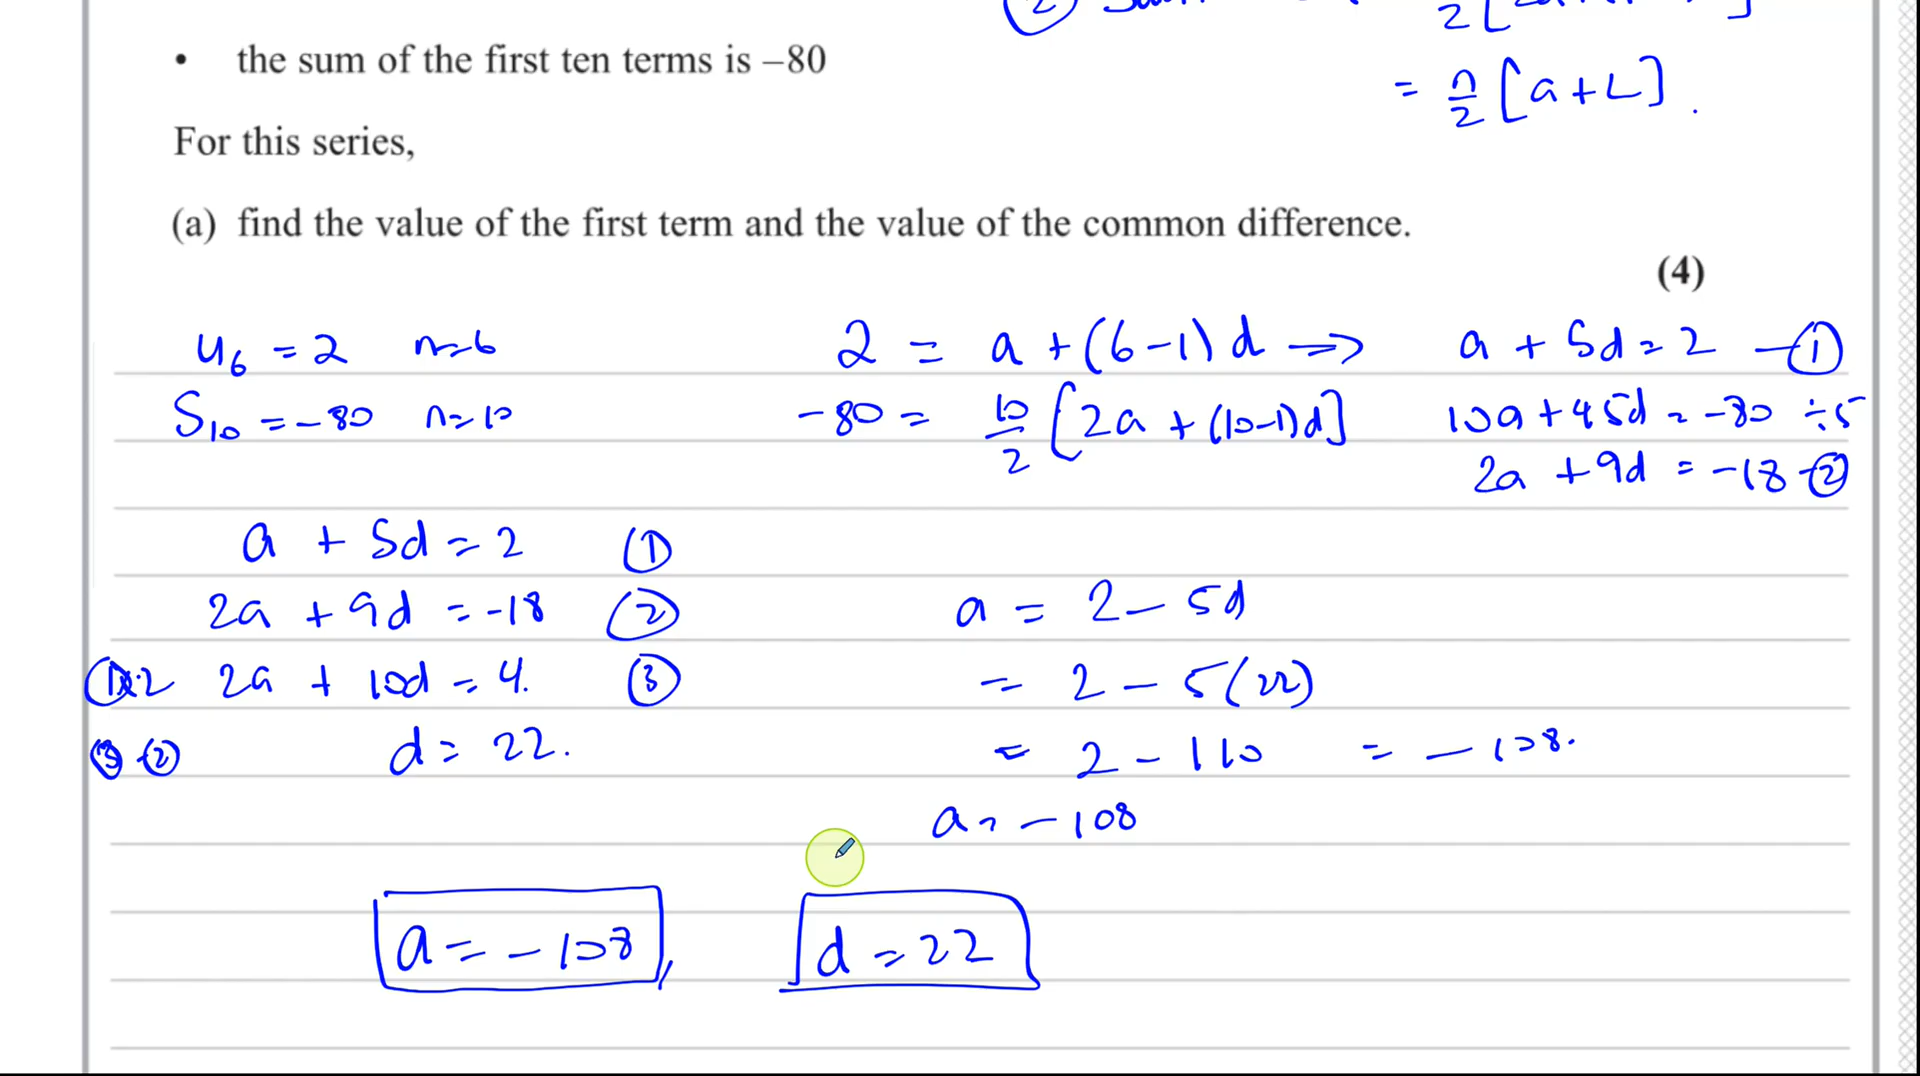 = n/2 [a+L].
• the sum of the first ten terms is –80
For this series,
(a) find the value of the first term and the value of the common difference.
(4)
u₆ = 2 n=6 2 = a + (6-1)d → a + 5d = 2 —①
S₁₀ = -80 n=10 -80 = 10/2 [2a + (10-1)d] 10a + 45d = -80 ÷5
2a + 9d = -18 -②
a + 5d = 2 ①
2a + 9d = -18 ② a = 2 - 5d
①x2 2a + 10d = 4. ③ = 2 - 5(22)
③-② d = 22. = 2 - 110 = -108.
a = -108
a = -108, d = 22